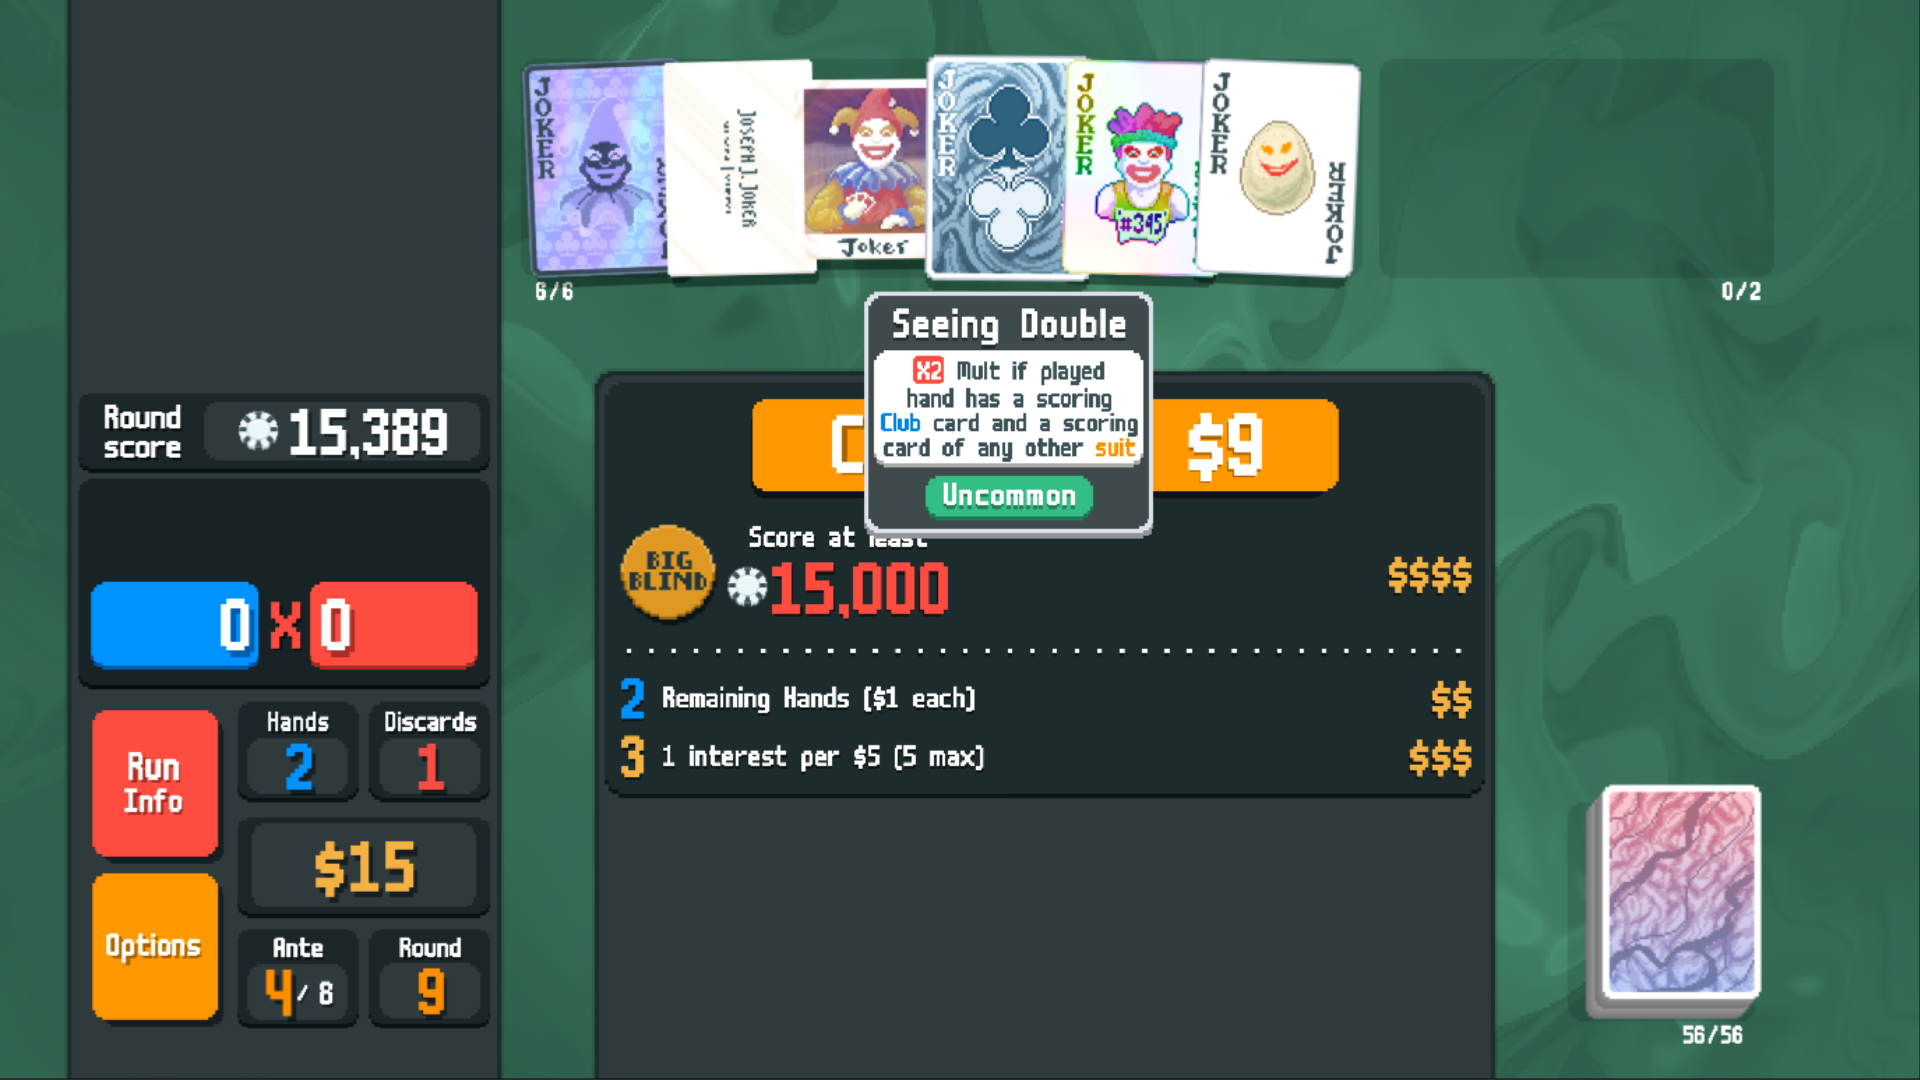 JOKER
JOSEPH J. JOKER
Joker
JOKER
JOKER
#345
JOKER
JOKER
6/6
0/2
Seeing Double
X2 Mult if played
hand has a scoring
Club card and a scoring
card of any other suit
Uncommon
Round
score
15,389
C
$9
BIG
BLIND
Score at least
15,000
$$$$
0 X 0
2 Remaining Hands ($1 each)
$$
3 1 interest per $5 (5 max)
$$$
Run
Info
Hands
2
Discards
1
$15
Options
Ante
4/8
Round
9
56/56